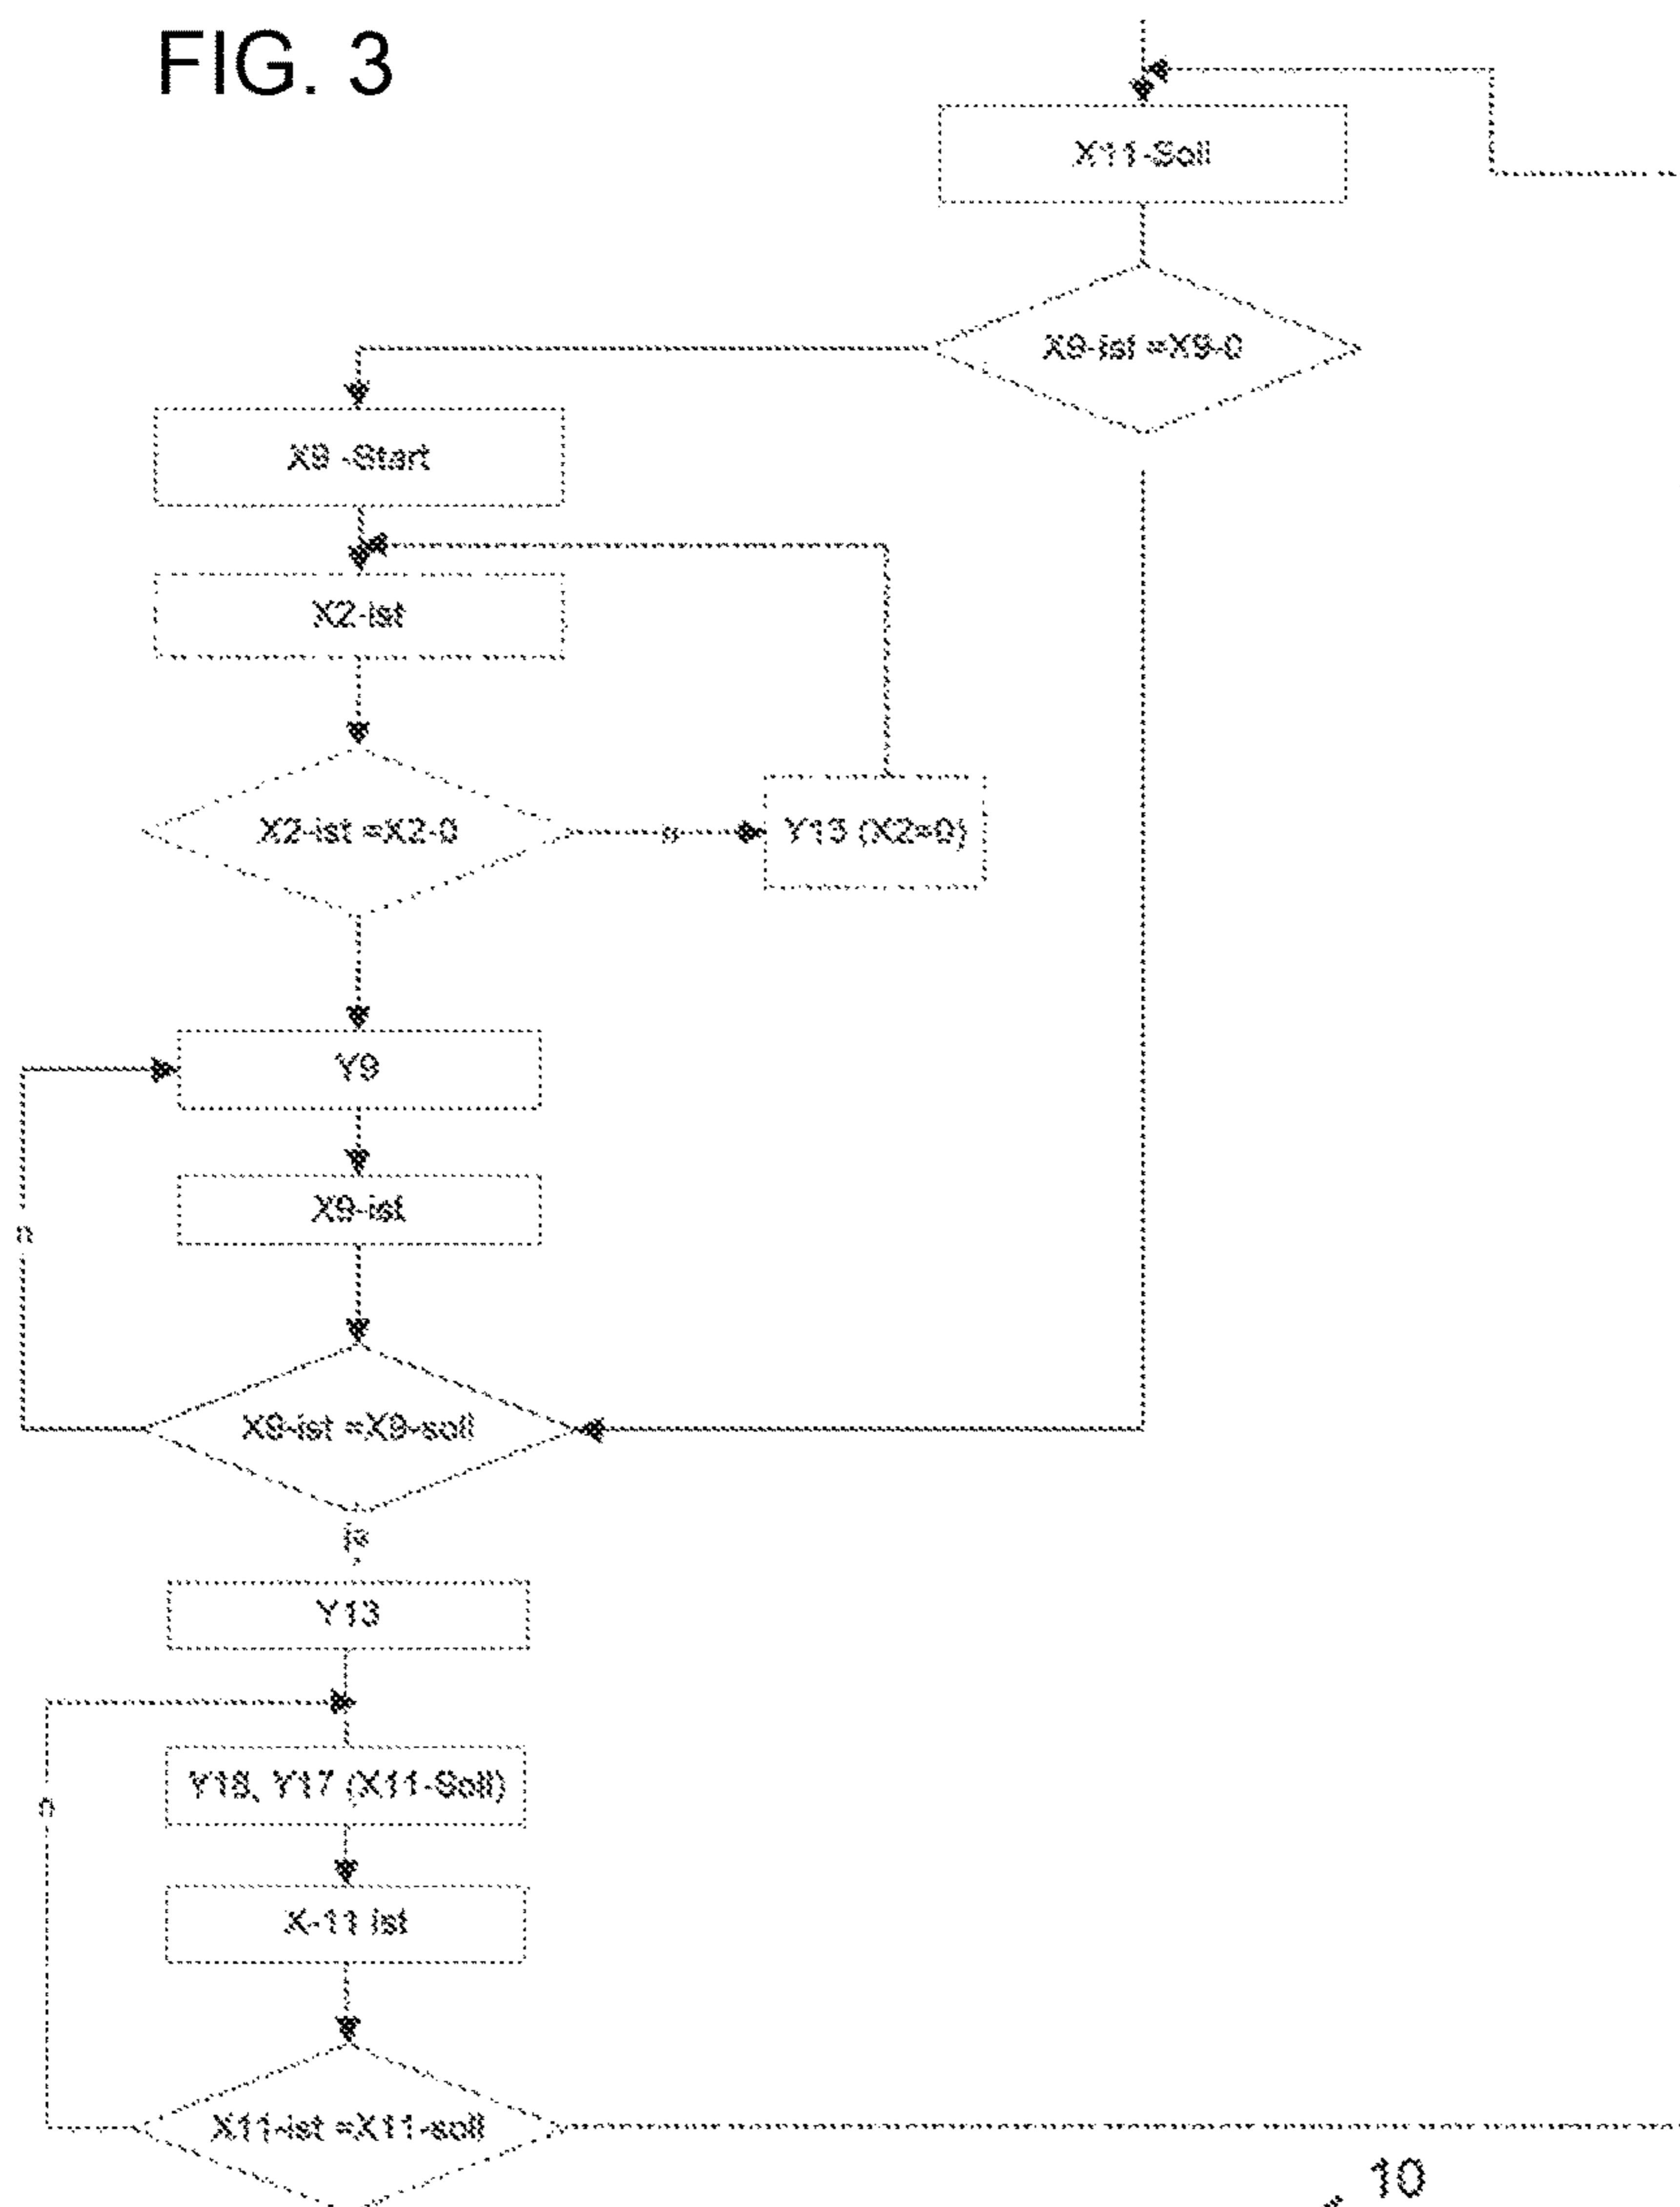 FIG. 3
X11-Soll
X9-ist =X9-0
X9 -Start
X2-ist
X2-ist =X2-0
n
Y13 (X2=0)
Y9
X9-ist
n
X9-ist =X9-soll
ja
Y13
Y17 (X11-Soll)
n
X-11 ist
X11-ist =X11-soll
10